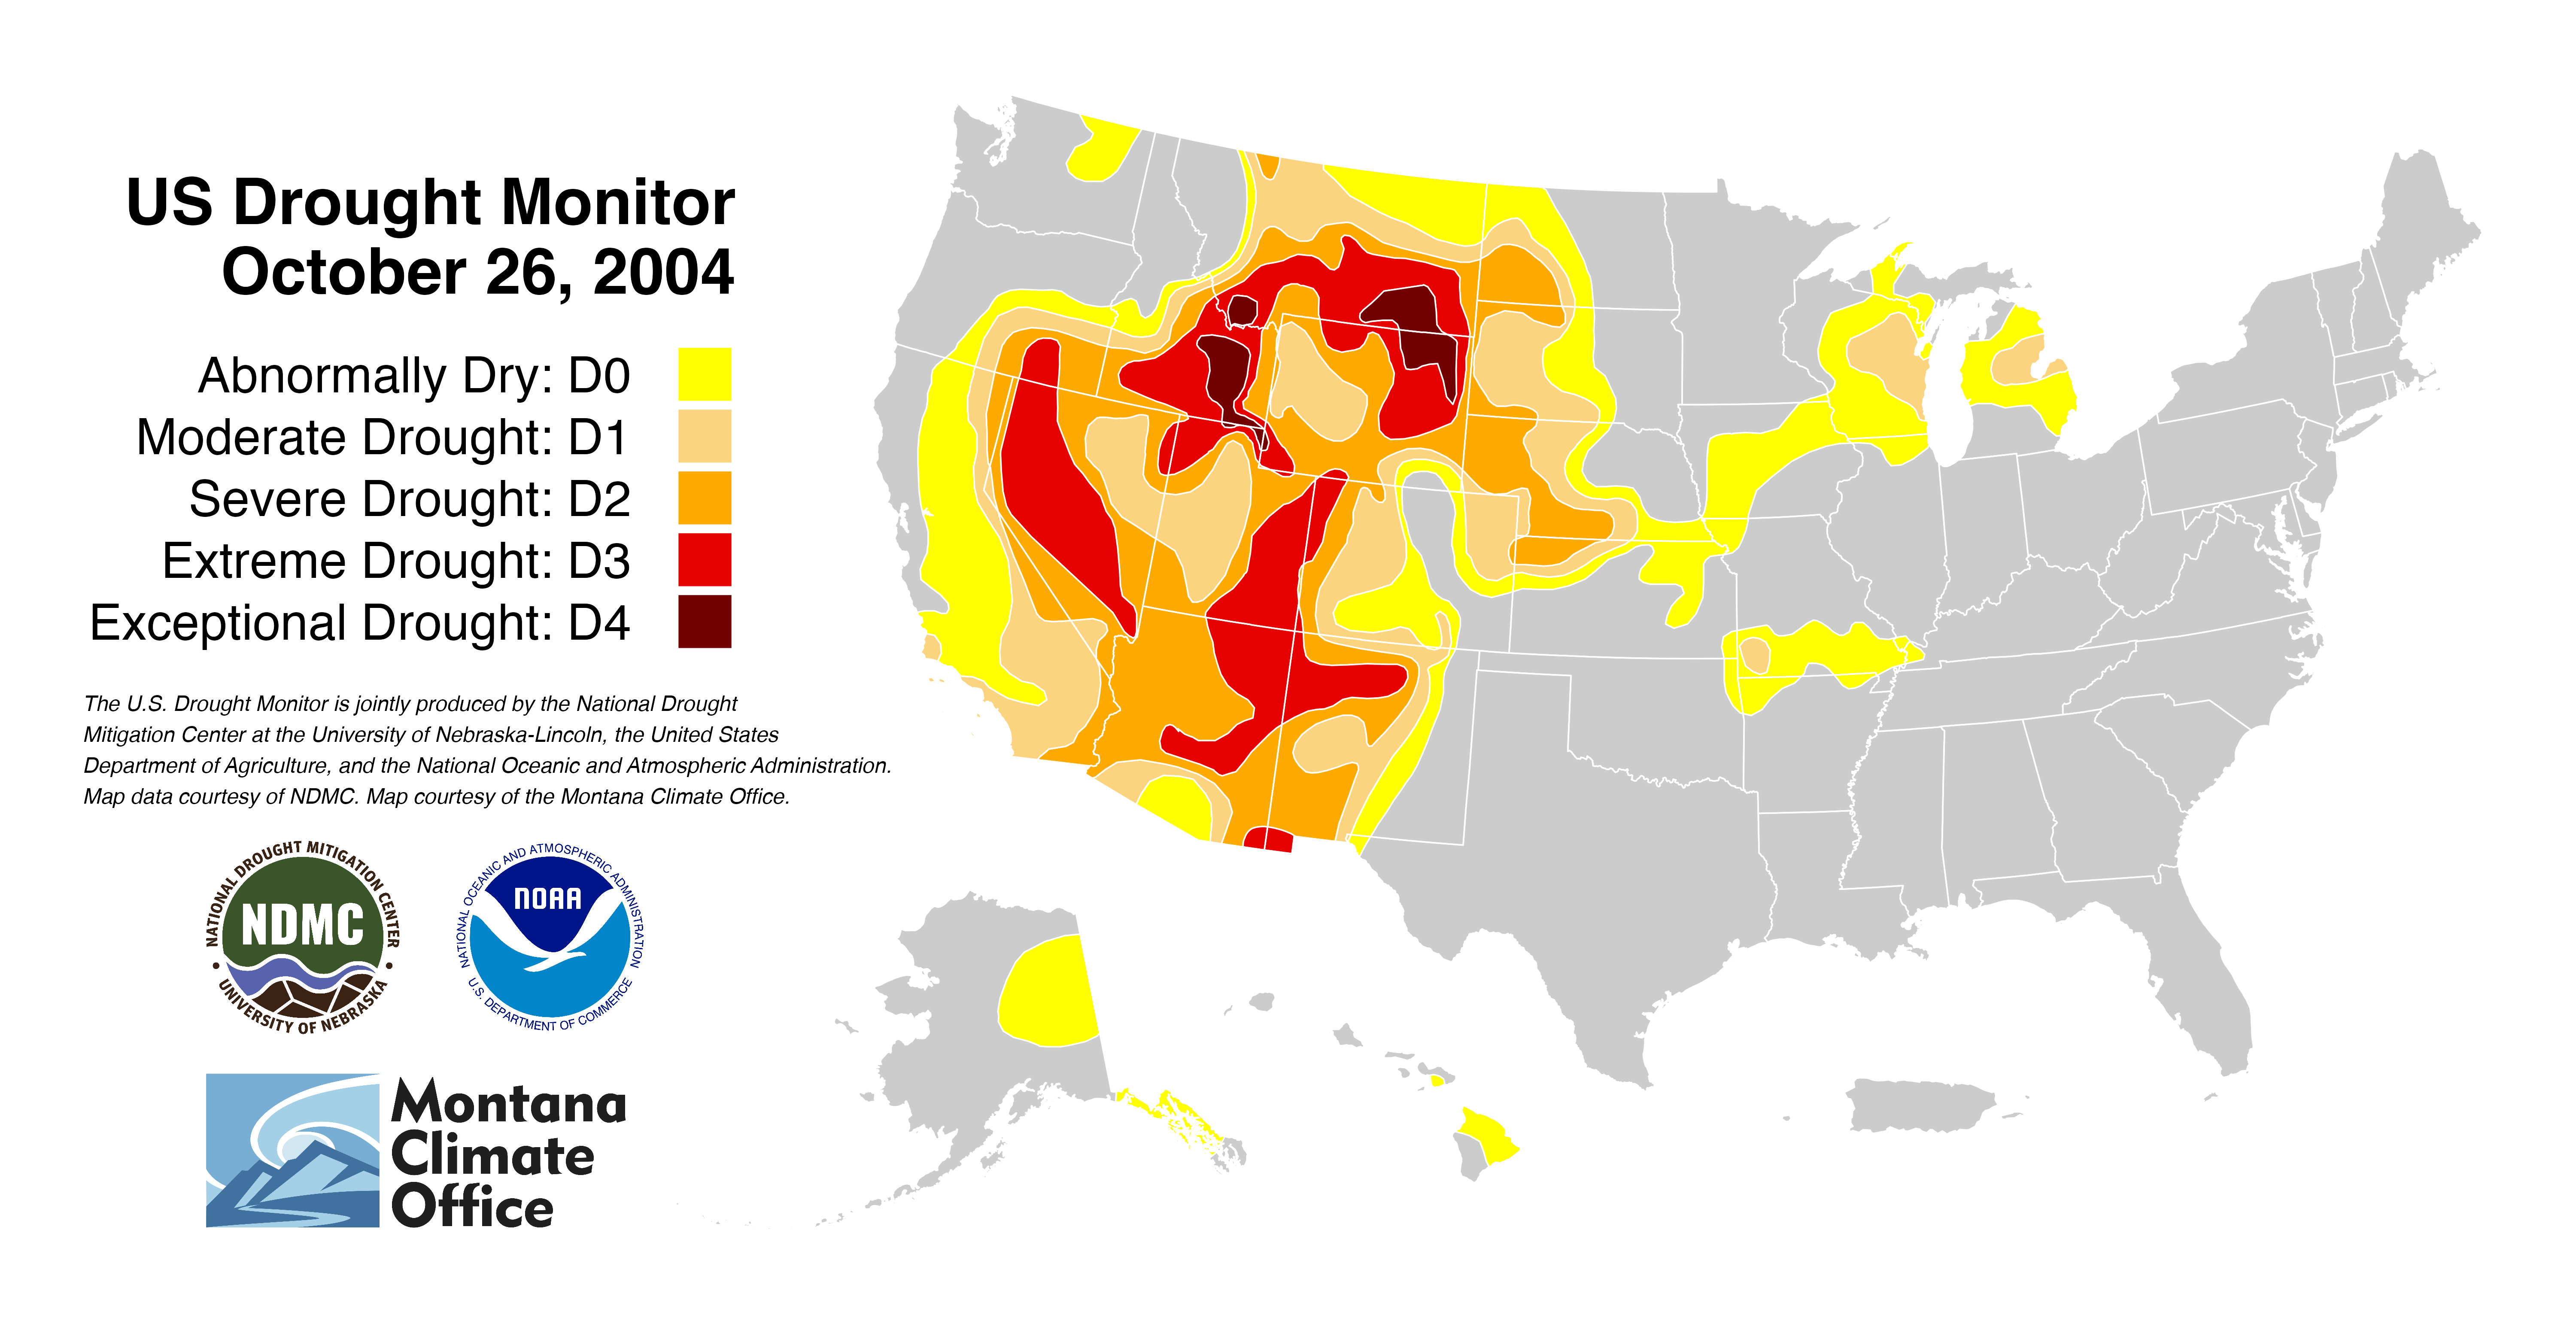 US Drought Monitor
October 26, 2004
Abnormally Dry: D0
Moderate Drought: D1
Severe Drought: D2
Extreme Drought: D3
Exceptional Drought: D4
The U.S. Drought Monitor is jointly produced by the National Drought
Mitigation Center at the University of Nebraska-Lincoln, the United States
Department of Agriculture, and the National Oceanic and Atmospheric Administration.
Map data courtesy of NDMC. Map courtesy of the Montana Climate Office.
NATIONAL DROUGHT MITIGATION CENTER
NDMC
• UNIVERSITY OF NEBRASKA •
NATIONAL OCEANIC AND ATMOSPHERIC ADMINISTRATION
NOAA
U.S. DEPARTMENT OF COMMERCE
Montana
Climate
Office